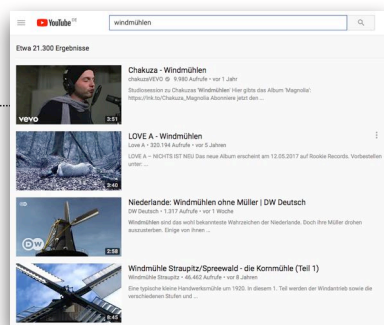 YouTube DE
windmühlen
Etwa 21.300 Ergebnisse
vevo
3:51
Chakuza - Windmühlen
chakuzaVEVO 9.980 Aufrufe • vor 1 Jahr
Studiosession zu Chakuzas 'Windmühlen'. Hier gibts das Album 'Magnolia':
https://lnk.to/Chakuza_Magnolia Abonniere jetzt den ...
3:40
LOVE A - Windmühlen
Love A • 320.194 Aufrufe • vor 5 Jahren
LOVE A – NICHTS IST NEU Das neue Album erscheint am 12.05.2017 auf Rookie Records. Vorbestellen
unter: ...
DW
DW
2:58
Niederlande: Windmühlen ohne Müller | DW Deutsch
DW Deutsch • 1.317 Aufrufe • vor 1 Woche
Windmühlen sind das wohl bekannteste Wahrzeichen der Niederlande. Doch ihre Müller drohen
auszusterben. Einige von ihnen ...
8:45
Windmühle Straupitz/Spreewald - die Kornmühle (Teil 1)
Windmühle Straupitz • 46.462 Aufrufe • vor 8 Jahren
Eine typische kleine Handwerksmühle um 1920. In diesem 1. Teil werden der Windantrieb sowie die
verschiedenen Stufen und ...